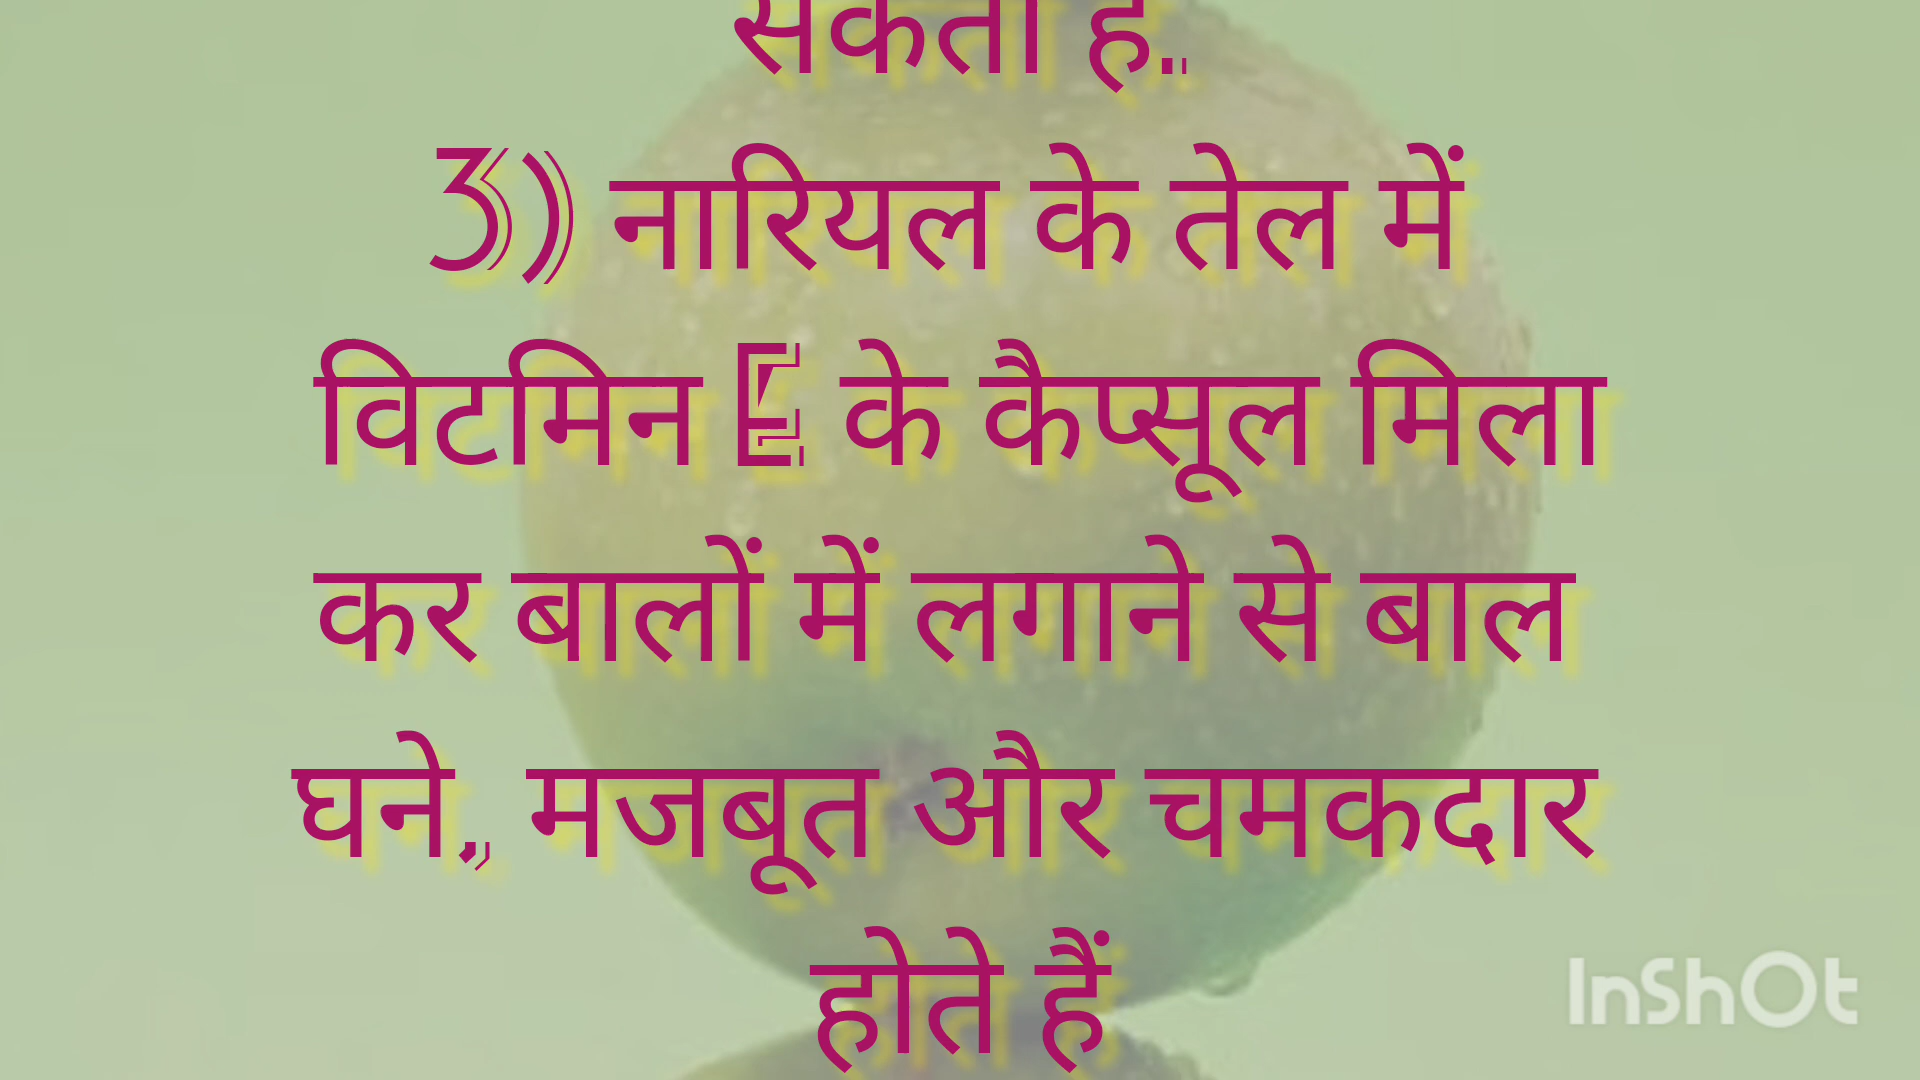 सकता है.
3) नारियल के तेल में
विटमिन E के कैप्सूल मिला
कर बालों में लगाने से बाल
घने, मजबूत और चमकदार
होते हैं
InShOt